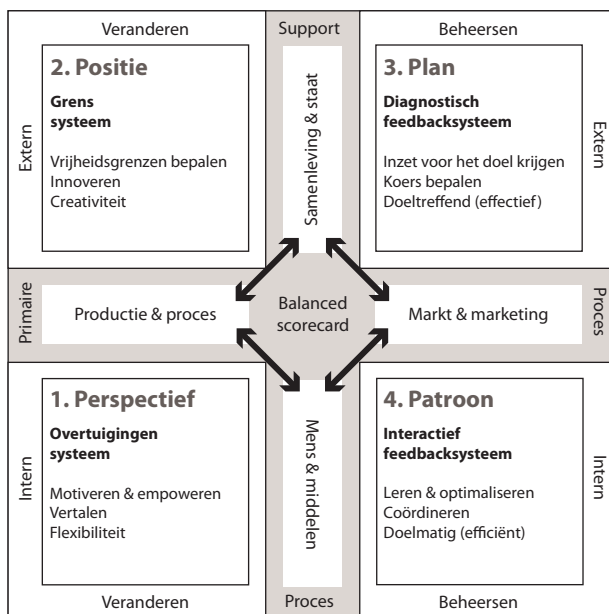 Veranderen
Support
Beheersen
Extern
2. Positie
Grens
systeem
Vrijheidsgrenzen bepalen
Innoveren
Creativiteit
Samenleving & staat
3. Plan
Diagnostisch
feedbacksysteem
Inzet voor het doel krijgen
Koers bepalen
Doeltreffend (effectief)
Extern
Primaire
Productie & proces
Balanced
scorecard
Markt & marketing
Proces
Intern
1. Perspectief
Overtuigingen
systeem
Motiveren & empoweren
Vertalen
Flexibiliteit
Mens & middelen
4. Patroon
Interactief
feedbacksysteem
Leren & optimaliseren
Coördineren
Doelmatig (efficiënt)
Intern
Veranderen
Proces
Beheersen